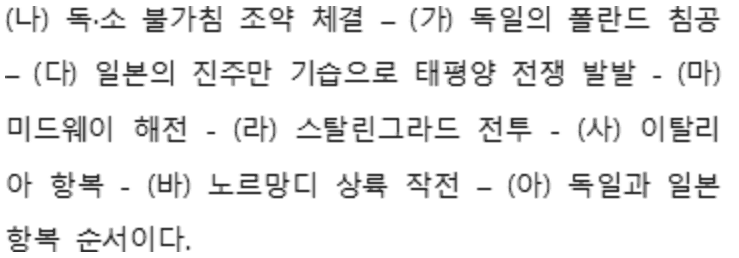 (나) 독·소 불가침 조약 체결 – (가) 독일의 폴란드 침공
– (다) 일본의 진주만 기습으로 태평양 전쟁 발발 - (마)
미드웨이 해전 - (라) 스탈린그라드 전투 - (사) 이탈리
아 항복 - (바) 노르망디 상륙 작전 – (아) 독일과 일본
항복 순서이다.